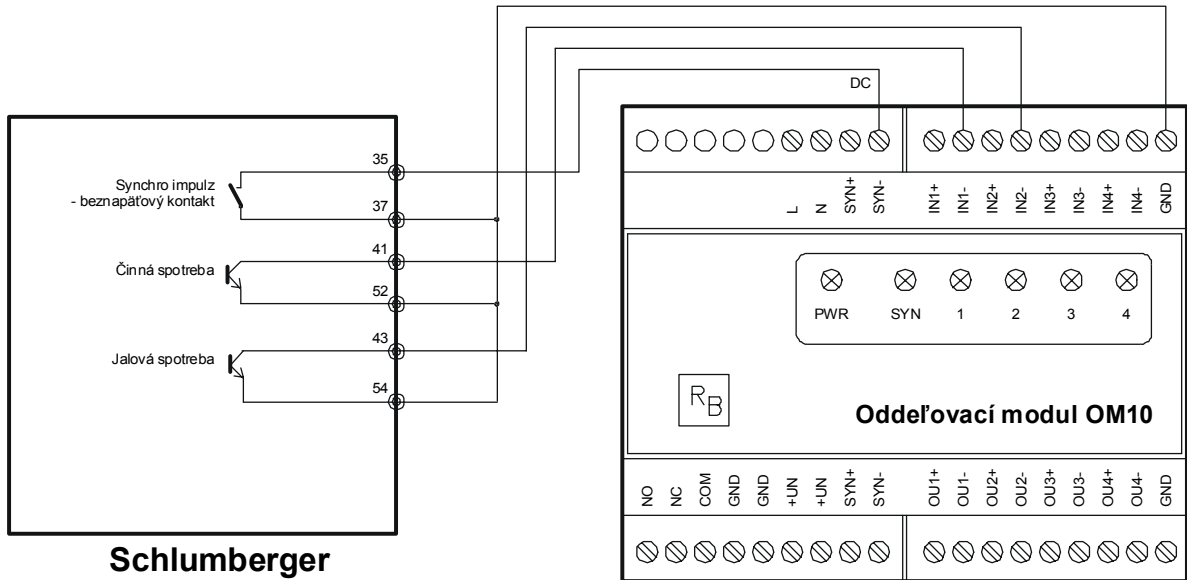 DC
35
Synchro impulz
- beznapäťový kontakt
37
41
Činná spotreba
52
43
Jalová spotreba
54
Schlumberger
L N SYN+ SYN- IN1+ IN1- IN2+ IN2- IN3+ IN3- IN4+ IN4- GND
PWR SYN 1 2 3 4
RB
Oddeľovací modul OM10
NO NC COM GND GND +UN +UN SYN+ SYN- OU1+ OU1- OU2+ OU2- OU3+ OU3- OU4+ OU4- GND